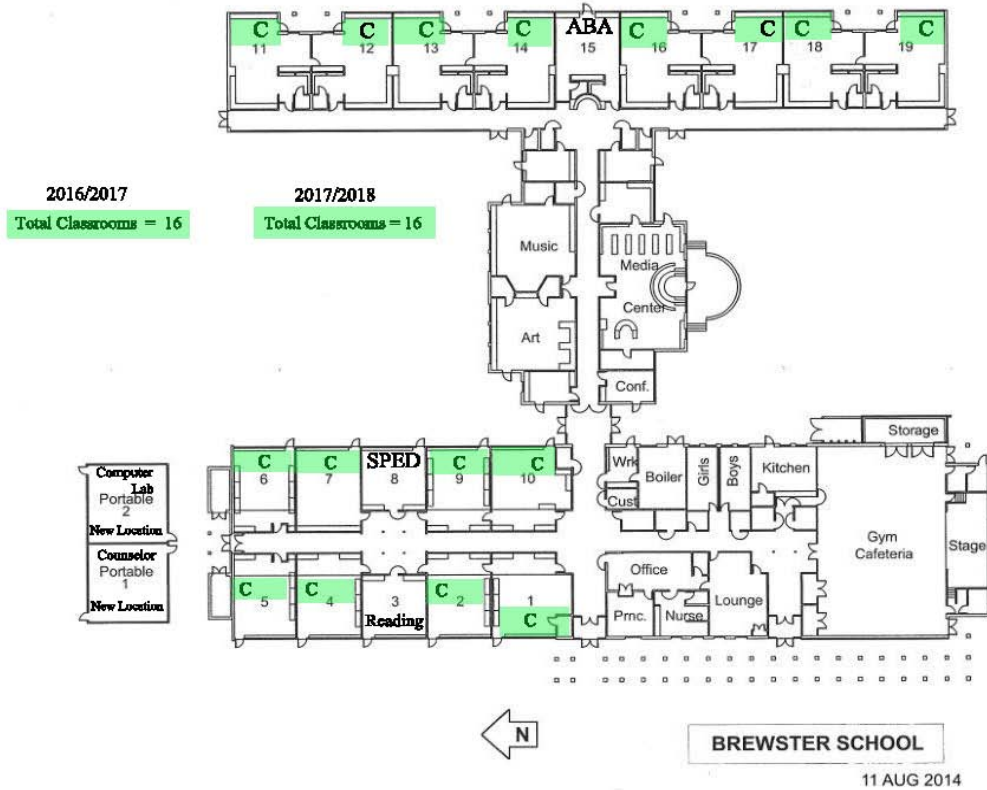 C C C C ABA C C C C
11 12 13 14 15 16 17 18 19
2016/2017
Total Classrooms = 16
2017/2018
Total Classrooms = 16
Music
Media
Center
Art
Conf.
Storage
C C SPED C C
6 7 8 9 10
Wrk
Cust
Boiler
Girls
Boys
Kitchen
Computer
Lab
Portable
2
New Location
Counselor
Portable
1
New Location
Gym
Cafeteria
Stage
C C C
5 4 3 2 1
Reading
C
Office
Prnc.
Nurse
Lounge
N
BREWSTER SCHOOL
11 AUG 2014